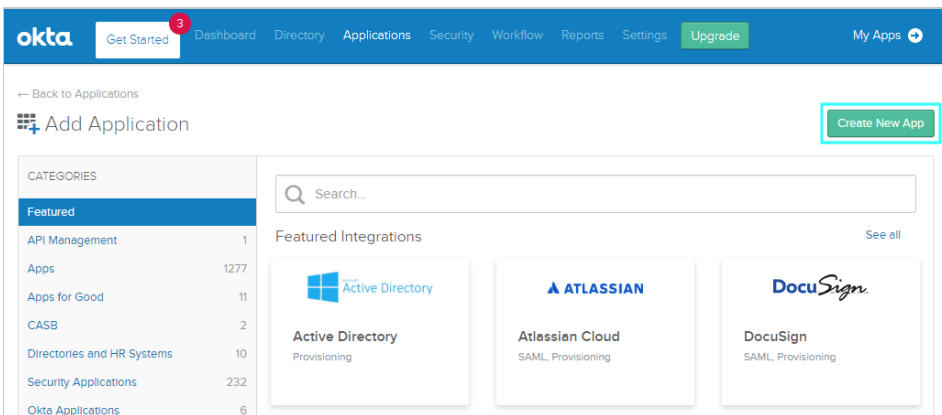 okta Get Started 3 Dashboard Directory Applications Security Workflow Reports Settings Upgrade My Apps
← Back to Applications
Add Application
Create New App
CATEGORIES
Featured
API Management 1
Apps 1277
Apps for Good 11
CASB 2
Directories and HR Systems 10
Security Applications 232
Okta Applications 6
Search...
Featured Integrations See all
Microsoft
Active Directory
Active Directory
Provisioning
ATLASSIAN
Atlassian Cloud
SAML, Provisioning
DocuSign
DocuSign
SAML, Provisioning